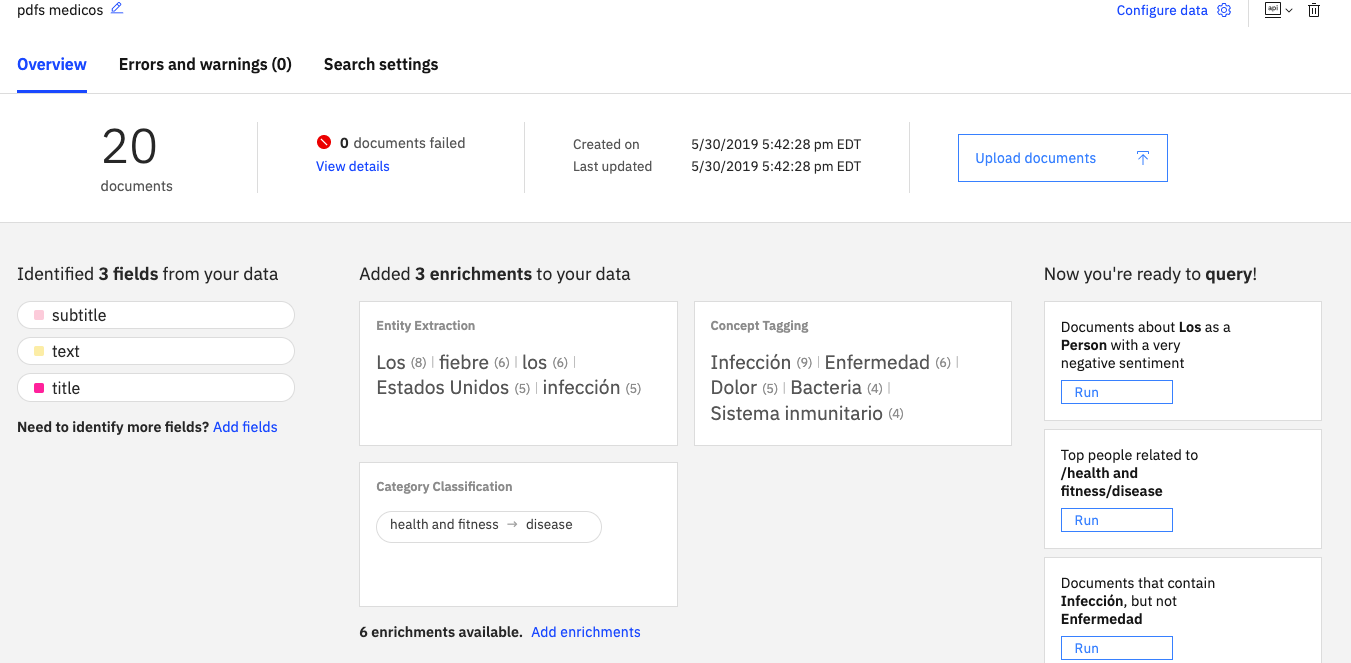 pdfs medicos
Configure data
api
Overview
Errors and warnings (0)
Search settings
20
documents
0 documents failed
View details
Created on 5/30/2019 5:42:28 pm EDT
Last updated 5/30/2019 5:42:28 pm EDT
Upload documents
Identified 3 fields from your data
subtitle
text
title
Need to identify more fields? Add fields
Added 3 enrichments to your data
Entity Extraction
Los (8) | fiebre (6) | los (6) |
Estados Unidos (5) | infección (5)
Concept Tagging
Infección (9) | Enfermedad (6) |
Dolor (5) | Bacteria (4) |
Sistema inmunitario (4)
Category Classification
health and fitness → disease
6 enrichments available. Add enrichments
Now you're ready to query!
Documents about Los as a
Person with a very
negative sentiment
Run
Top people related to
/health and
fitness/disease
Run
Documents that contain
Infección, but not
Enfermedad
Run